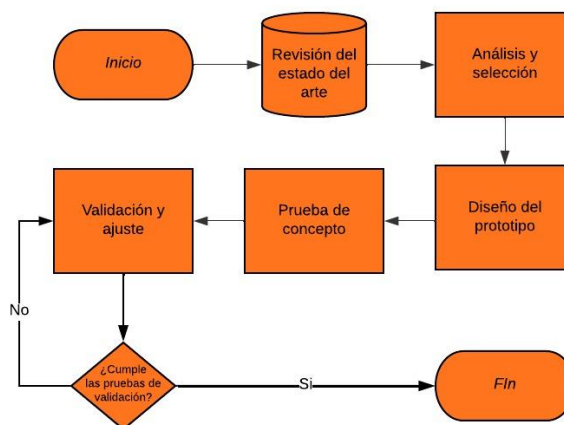 Inicio
Revisión del
estado del
arte
Análisis y
selección
Diseño del
prototipo
Prueba de
concepto
Validación y
ajuste
No
¿Cumple
las pruebas de
validación?
Si
FIn